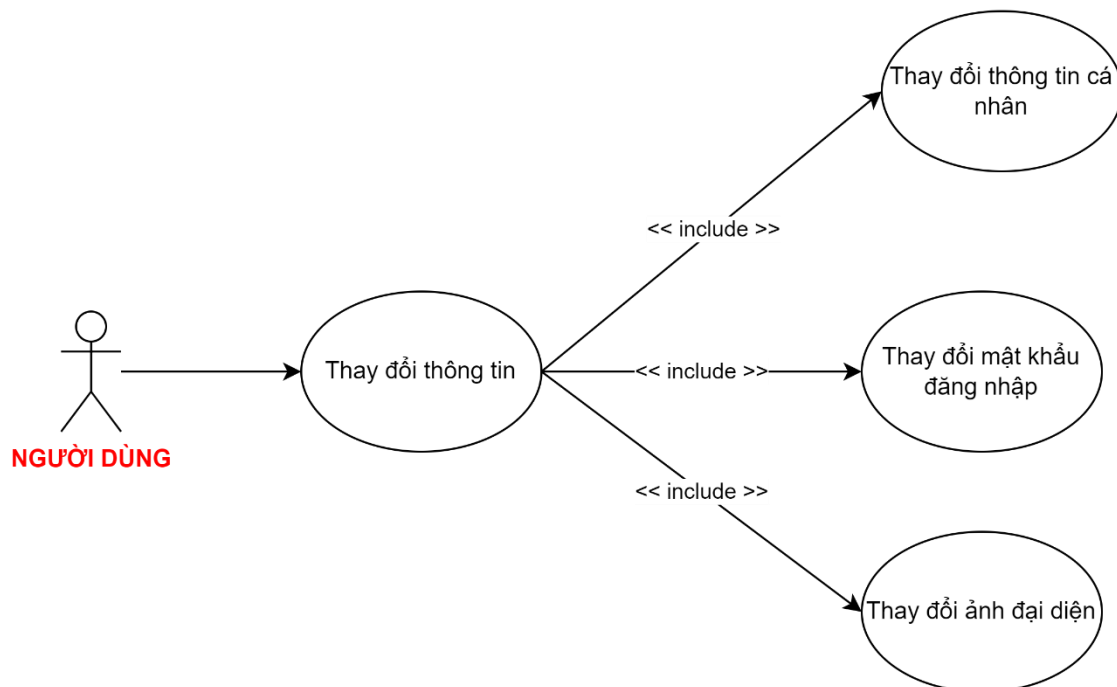 Thay đổi thông tin cá
nhân
<< include >>
Thay đổi thông tin
<< include >>
Thay đổi mật khẩu
đăng nhập
NGƯỜI DÙNG
<< include >>
Thay đổi ảnh đại diện